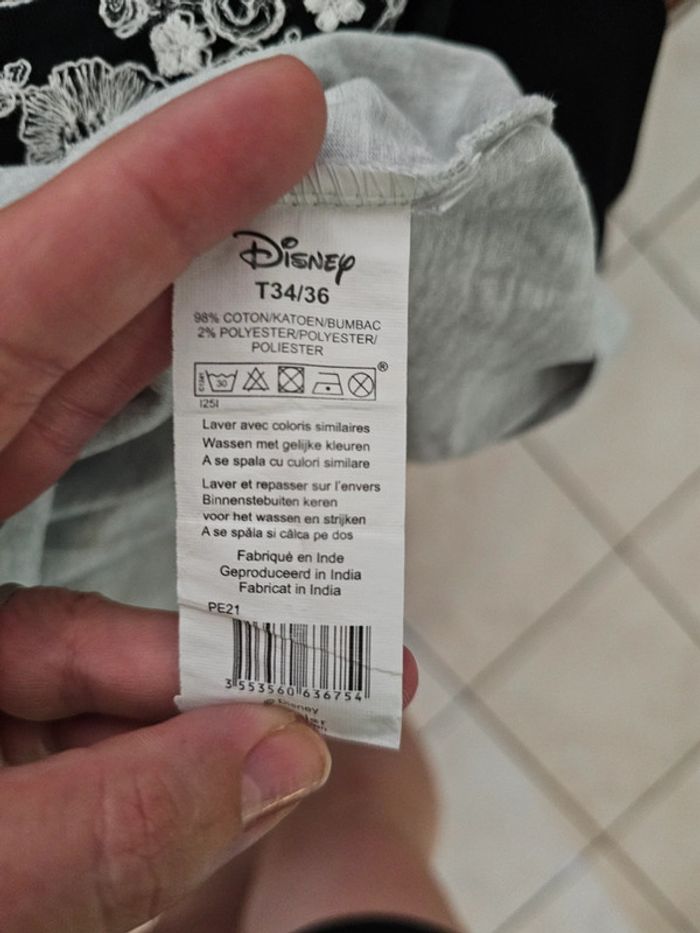 Disney
T34/36
98% COTON/KATOEN/BUMBAC
2% POLYESTER/POLYESTER/
POLIESTER
30
®
I25I
Laver avec coloris similaires
Wassen met gelijke kleuren
A se spala cu culori similare
Laver et repasser sur l'envers
Binnenstebuiten keren
voor het wassen en strijken
A se spăla si călca pe dos
Fabriqué en Inde
Geproduceerd in India
Fabricat in India
PE21
3 553560 636754
© Disney